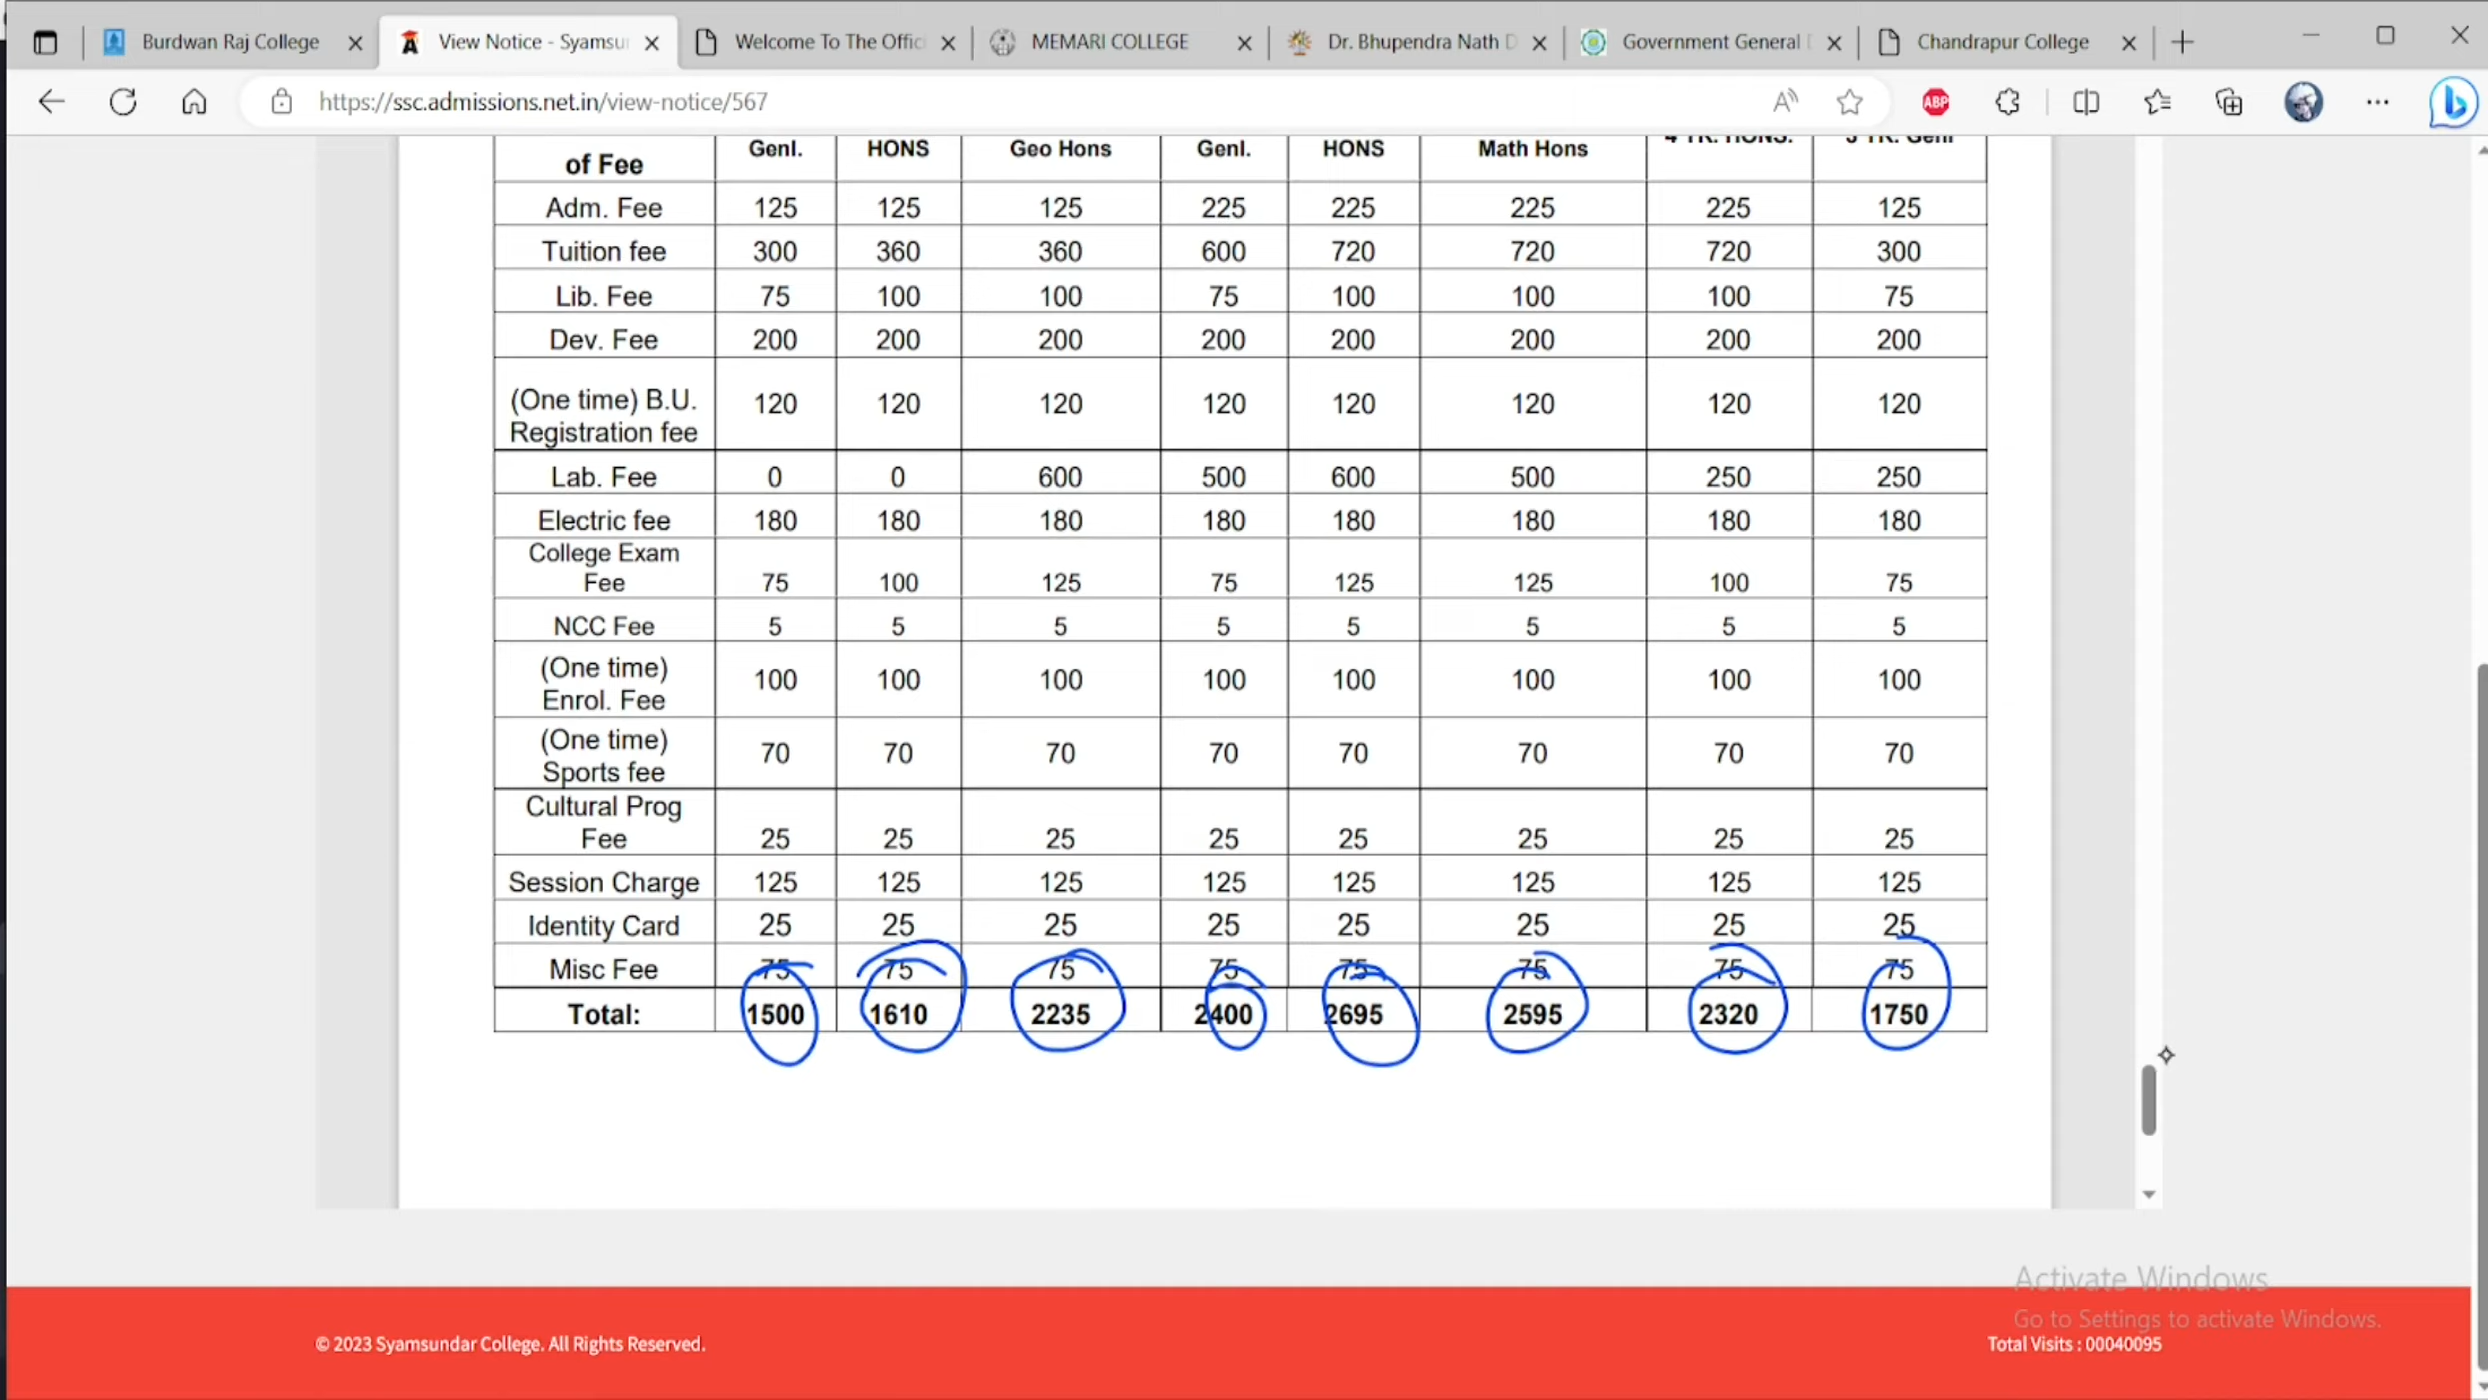 Burdwan Raj College
View Notice - Syamsu
Welcome To The Offic
MEMARI COLLEGE
Dr. Bhupendra Nath D
Government General
Chandrapur College
https://ssc.admissions.net.in/view-notice/567
ABP
of Fee Genl. HONS Geo Hons Genl. HONS Math Hons 4 YR. HONS. 3 YR. Genl
Adm. Fee 125 125 125 225 225 225 225 125
Tuition fee 300 360 360 600 720 720 720 300
Lib. Fee 75 100 100 75 100 100 100 75
Dev. Fee 200 200 200 200 200 200 200 200
(One time) B.U.
Registration fee 120 120 120 120 120 120 120 120
Lab. Fee 0 0 600 500 600 500 250 250
Electric fee 180 180 180 180 180 180 180 180
College Exam
Fee 75 100 125 75 125 125 100 75
NCC Fee 5 5 5 5 5 5 5 5
(One time)
Enrol. Fee 100 100 100 100 100 100 100 100
(One time)
Sports fee 70 70 70 70 70 70 70 70
Cultural Prog
Fee 25 25 25 25 25 25 25 25
Session Charge 125 125 125 125 125 125 125 125
Identity Card 25 25 25 25 25 25 25 25
Misc Fee 75 75 75 75 75 75 75 75
Total: 1500 1610 2235 2400 2695 2595 2320 1750
Activate Windows
Go to Settings to activate Windows.
© 2023 Syamsundar College. All Rights Reserved.
Total Visits : 00040095